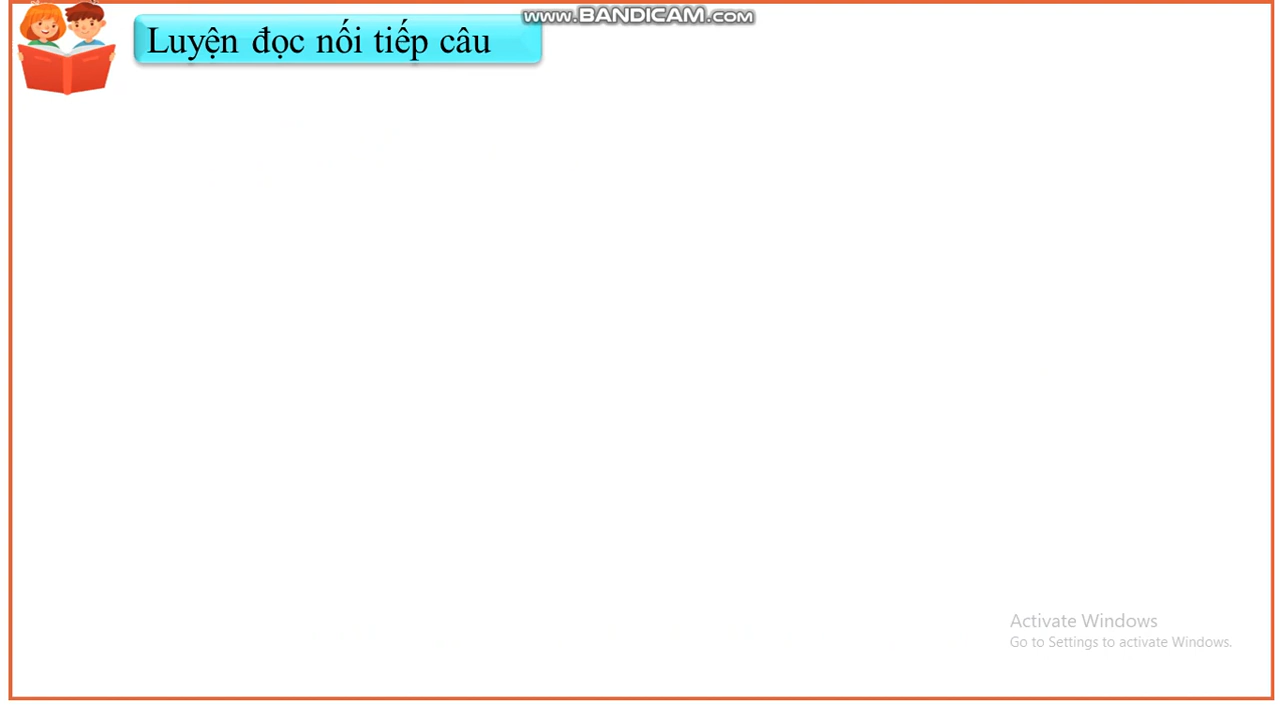 www.BANDICAM.com
Luyện đọc nối tiếp câu
Activate Windows
Go to Settings to activate Windows.